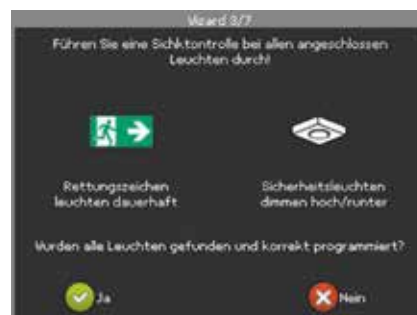 Wizard 3/7
Führen Sie eine Sichktontrolle bei allen angeschlossen
Leuchten durch!
Rettungszeichen
leuchten dauerhaft
Sicherheitsleuchten
dimmen hoch/runter
Wurden alle Leuchten gefunden und korrekt programmiert?
Ja
Nein